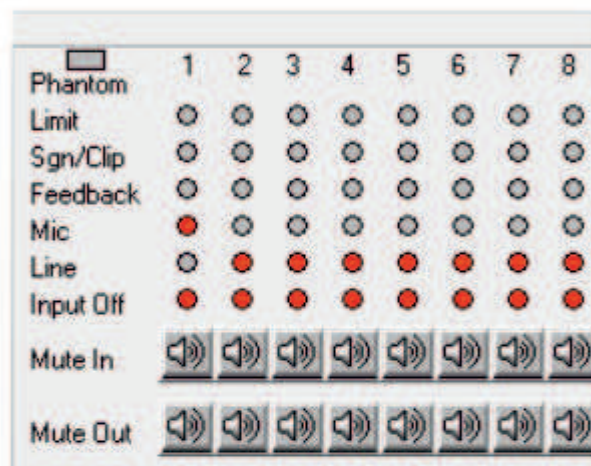 1 2 3 4 5 6 7 8
Phantom
Limit
Sgn/Clip
Feedback
Mic
Line
Input Off
Mute In
Mute Out